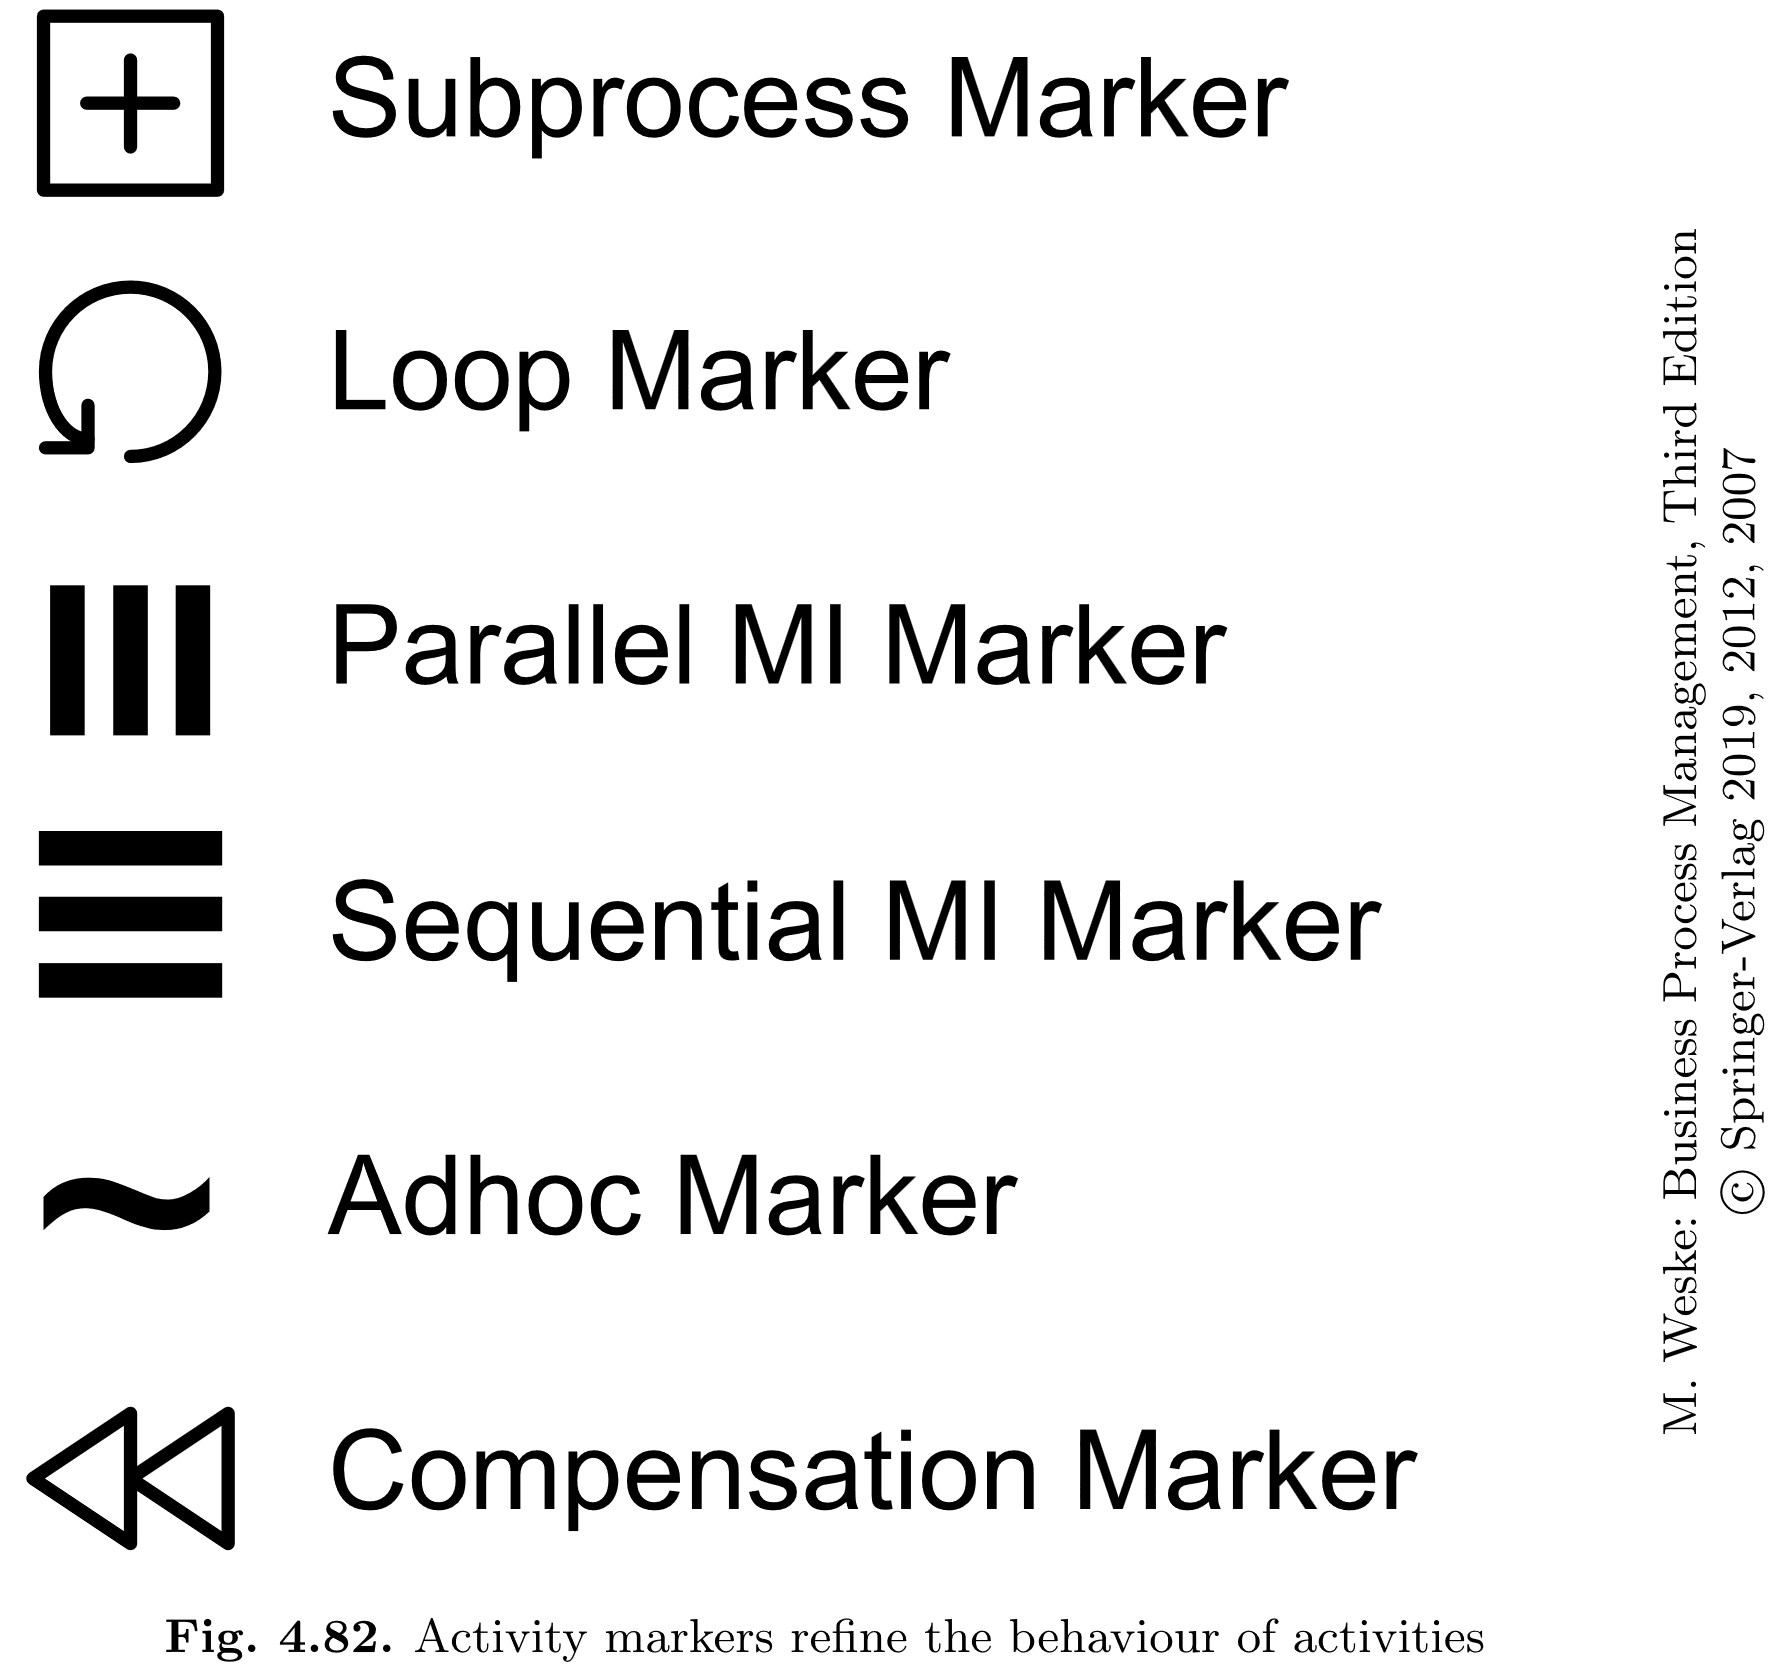 Subprocess Marker
Loop Marker
Parallel MI Marker
Sequential MI Marker
Adhoc Marker
Compensation Marker
Fig. 4.82. Activity markers refine the behaviour of activities
M. Weske: Business Process Management, Third Edition
© Springer-Verlag 2019, 2012, 2007